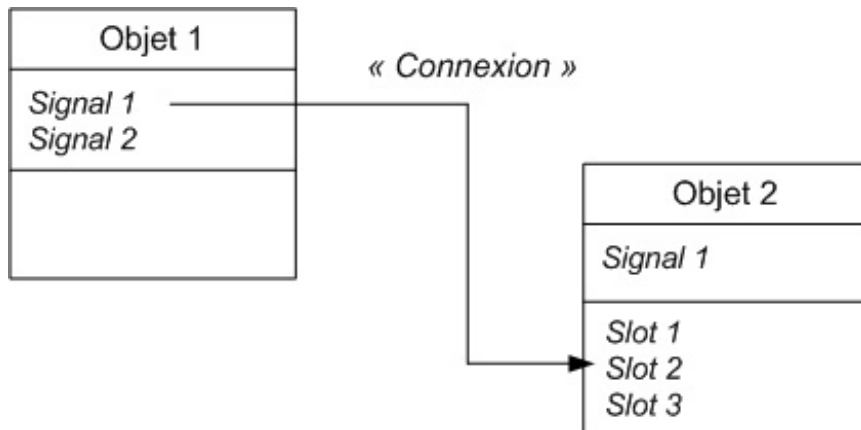 Objet 1
Signal 1
Signal 2
« Connexion »
Objet 2
Signal 1
Slot 1
Slot 2
Slot 3